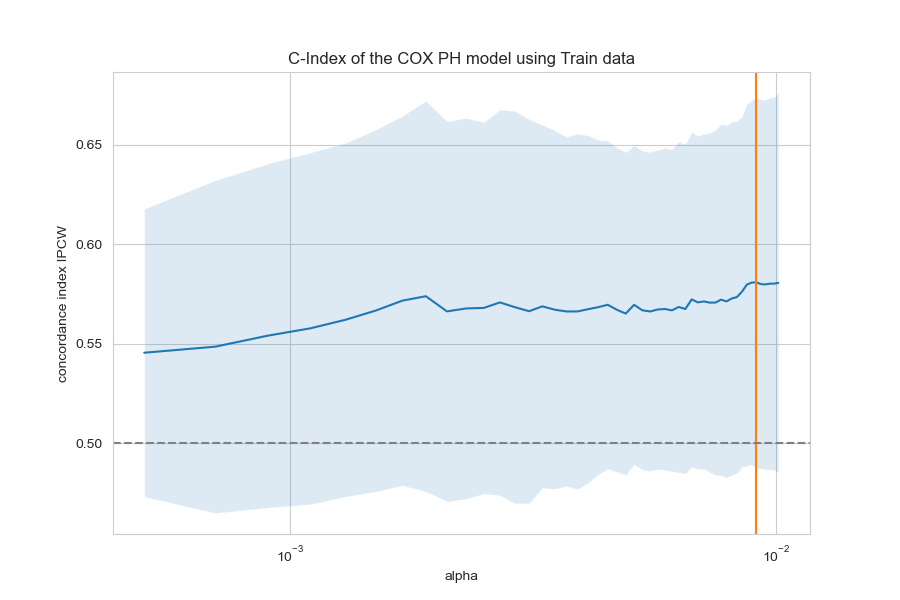 C-Index of the COX PH model using Train data
concordance index IPCW
0.65
0.60
0.55
0.50
10⁻³
10⁻²
alpha